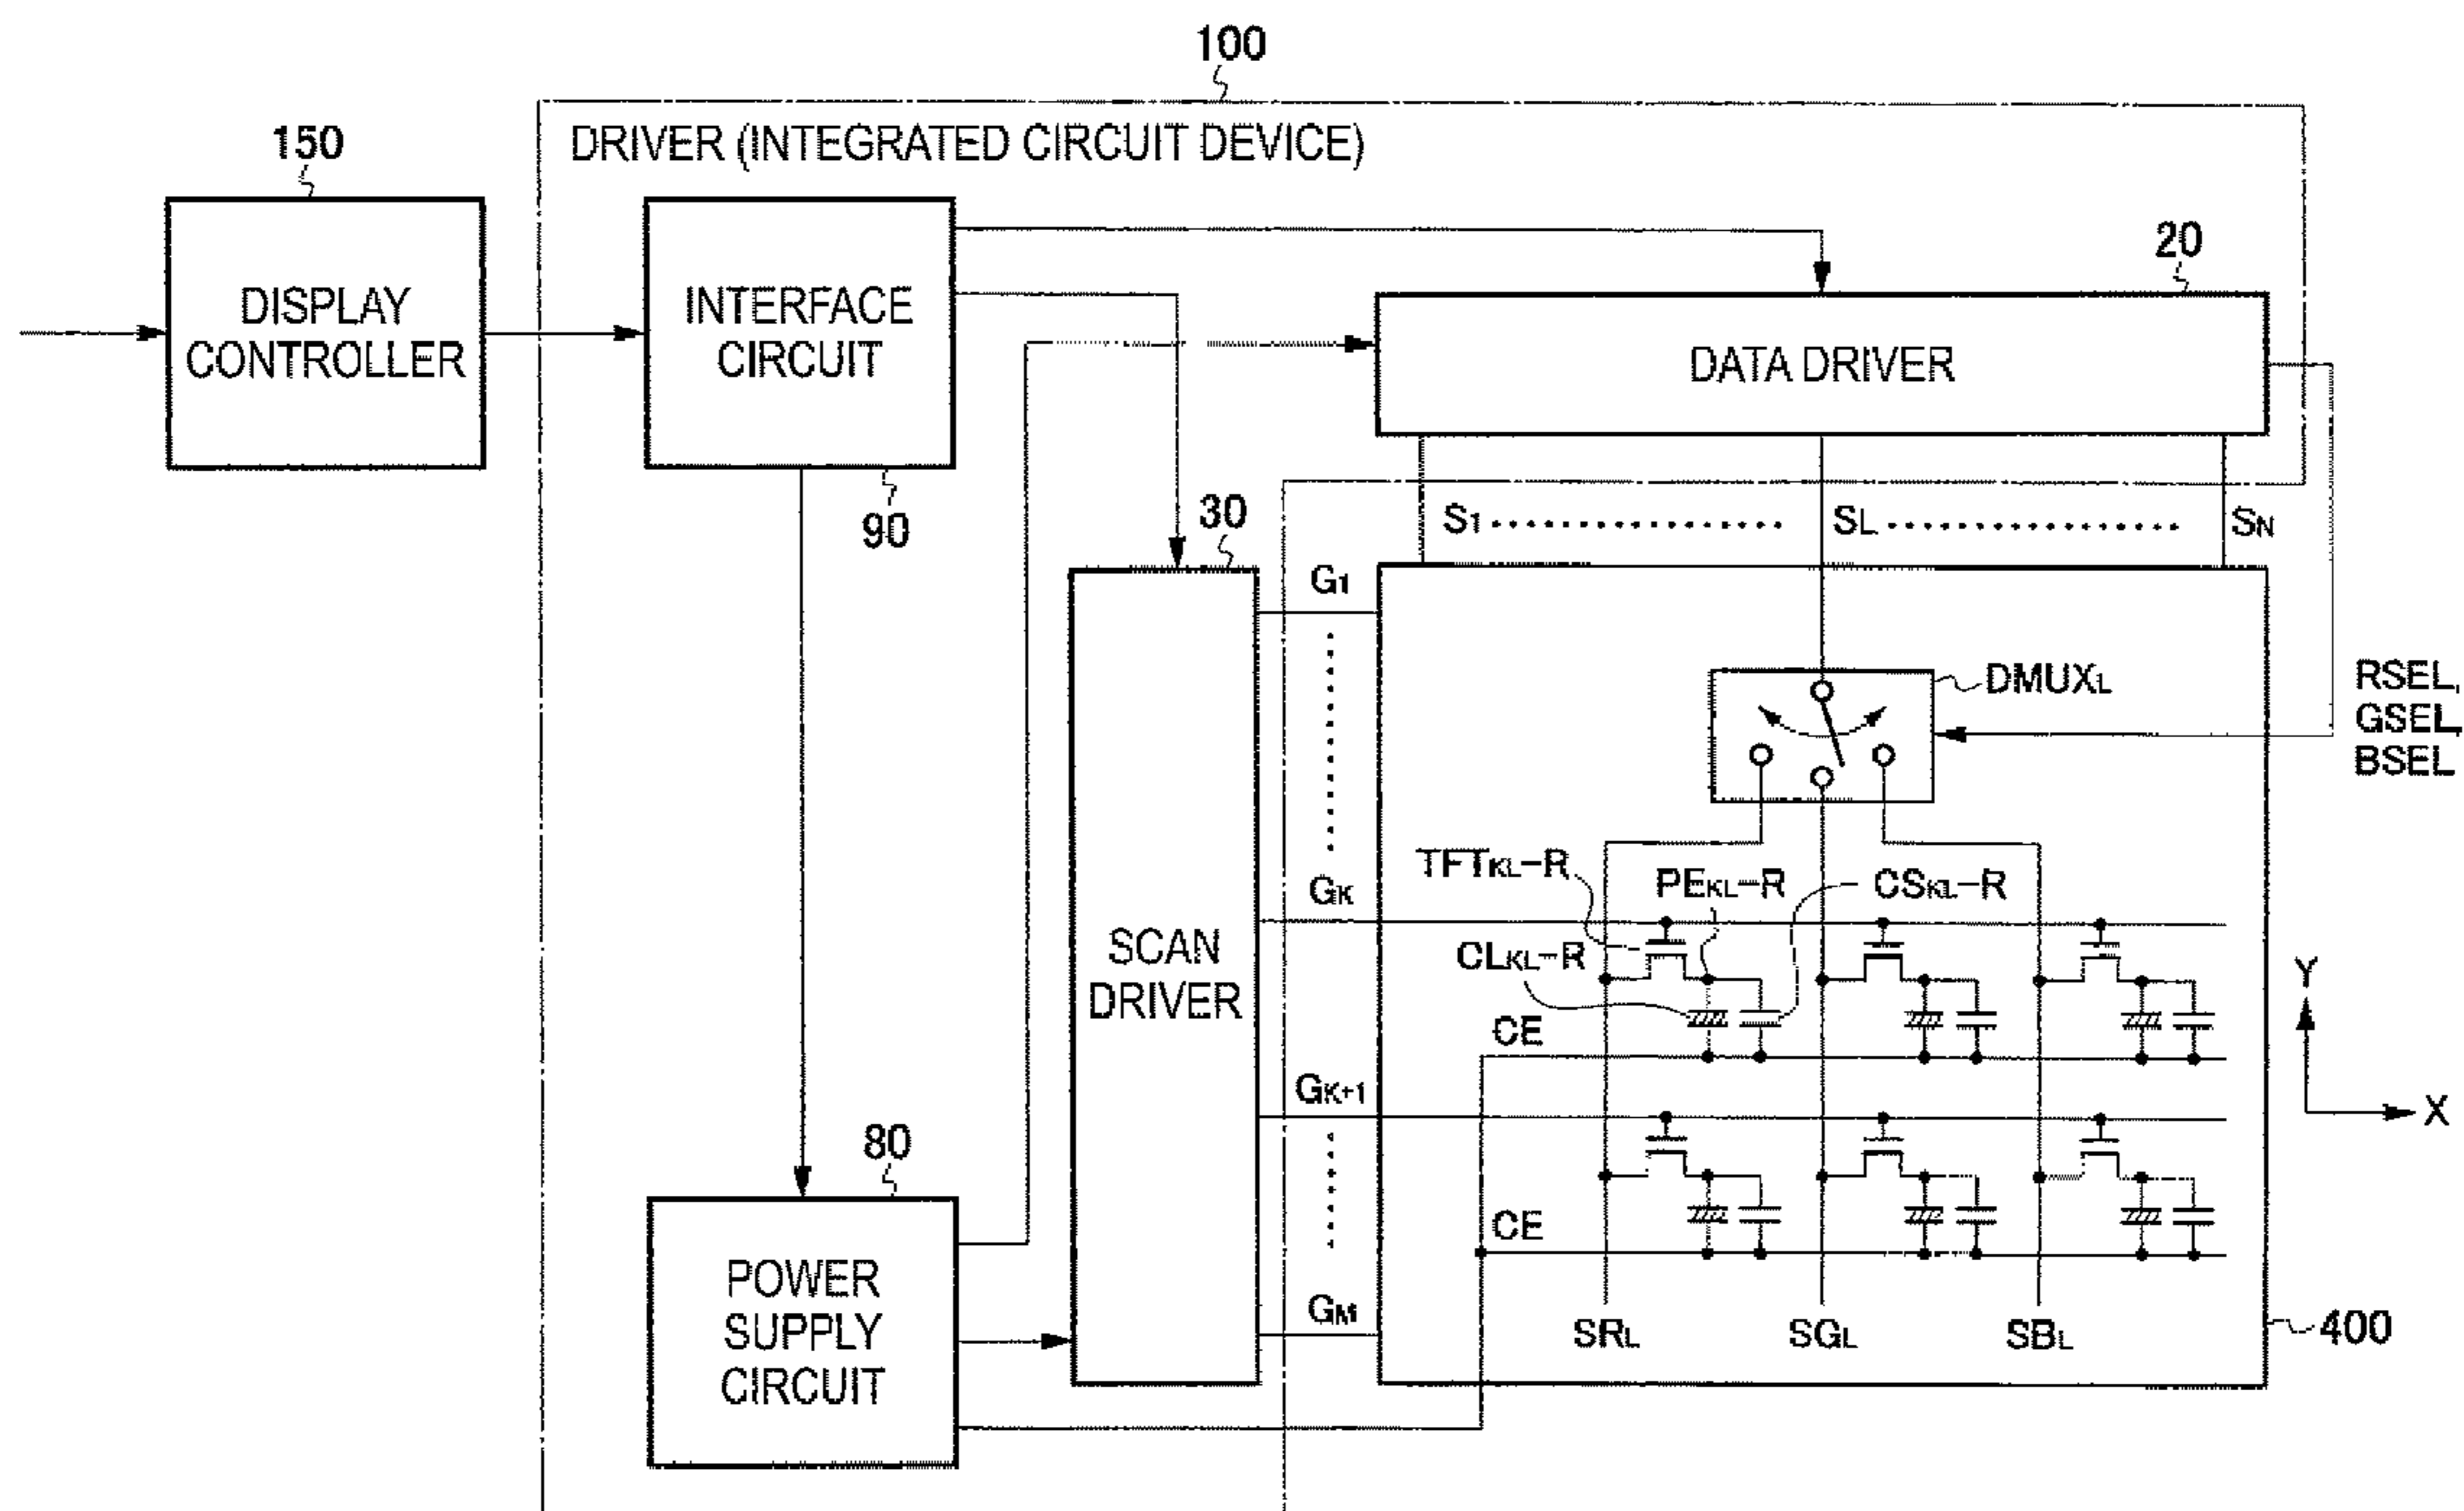 100
DRIVER (INTEGRATED CIRCUIT DEVICE)
150
DISPLAY
CONTROLLER
INTERFACE
CIRCUIT
90
20
DATA DRIVER
S1 SL SN
30
SCAN
DRIVER
G1
GK
GK+1
GM
DMUXL
RSEL,
GSEL,
BSEL
TFTKL-R
PEKL-R
CSKL-R
CLKL-R
CE
CE
Y
X
SRL
SGL
SBL
400
80
POWER
SUPPLY
CIRCUIT